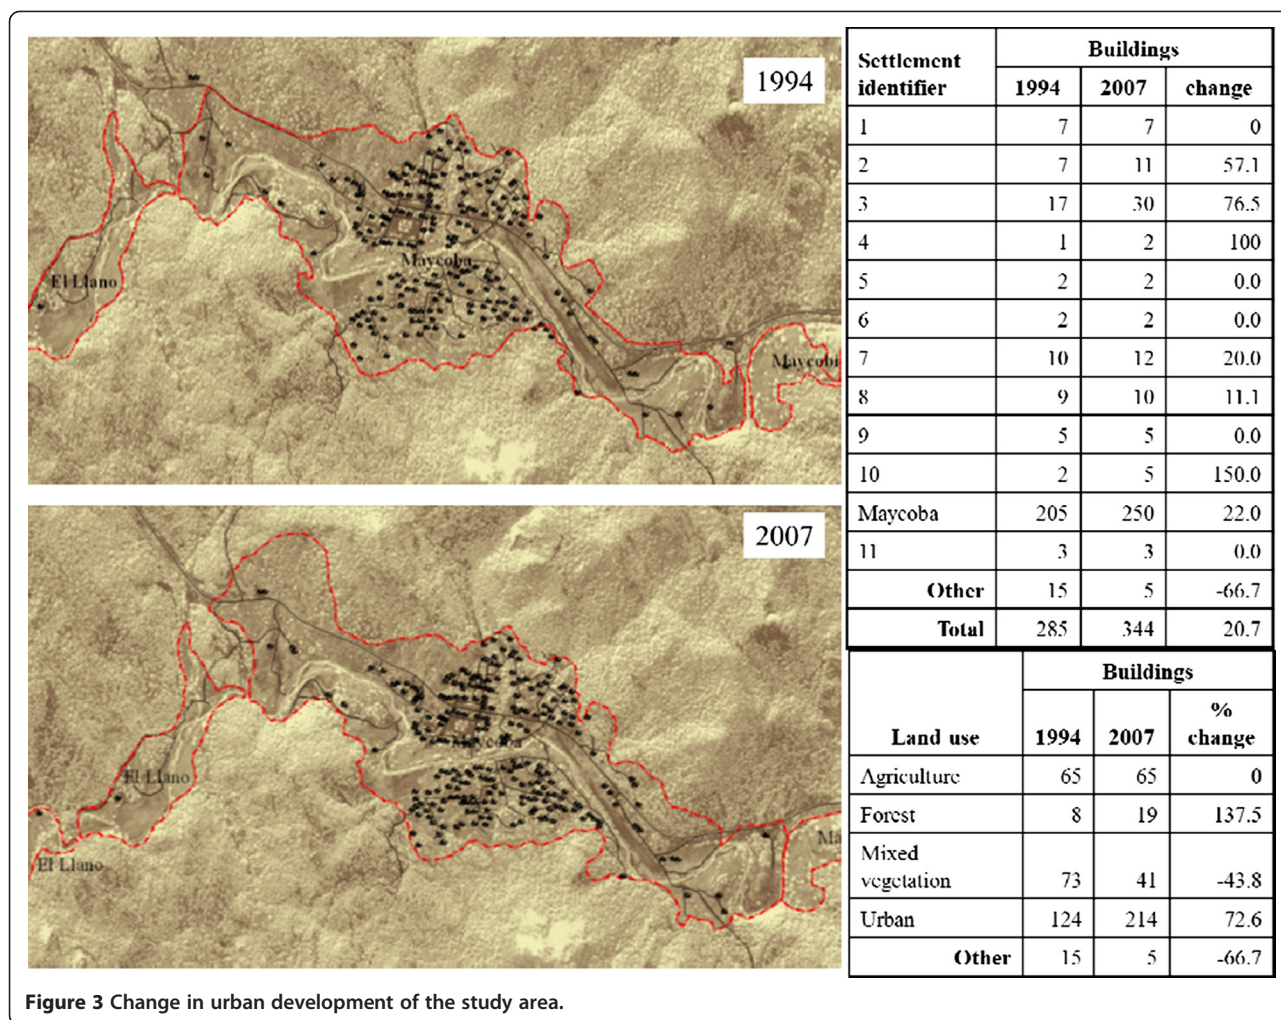 1994
El Llano
Maycoba
Maycobi
2007
El Llano
El Llano
Maycoba
Ma
Settlement identifier Buildings
1994 2007 change
1 7 7 0
2 7 11 57.1
3 17 30 76.5
4 1 2 100
5 2 2 0.0
6 2 2 0.0
7 10 12 20.0
8 9 10 11.1
9 5 5 0.0
10 2 5 150.0
Maycoba 205 250 22.0
11 3 3 0.0
Other 15 5 -66.7
Total 285 344 20.7
Land use Buildings
1994 2007 % change
Agriculture 65 65 0
Forest 8 19 137.5
Mixed vegetation 73 41 -43.8
Urban 124 214 72.6
Other 15 5 -66.7
Figure 3 Change in urban development of the study area.